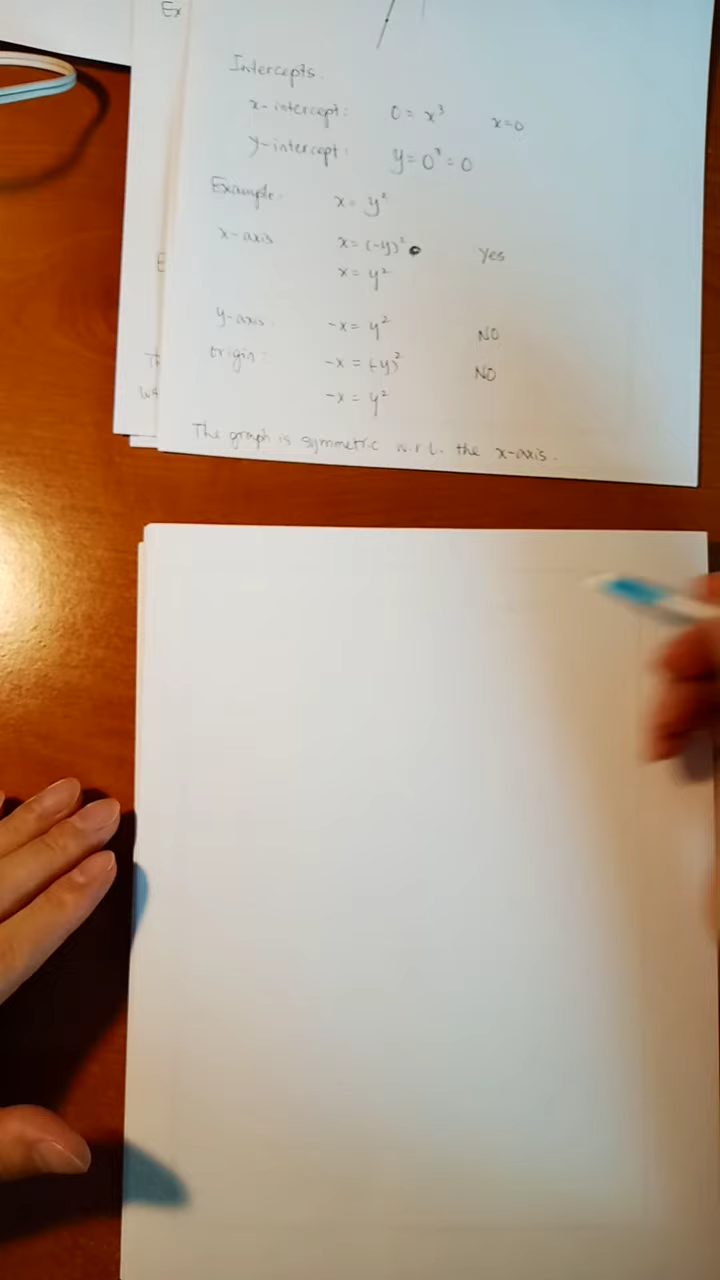 Ex
Intercepts.
x-intercept: 0 = x³ x=0
y-intercept: y = 0³ = 0
Example: x = y²
x-axis x = (-y)² Yes
x = y²
y-axis: -x = y² NO
origin: -x = (-y)² NO
-x = y²
The graph is symmetric w.r.t. the x-axis.
E